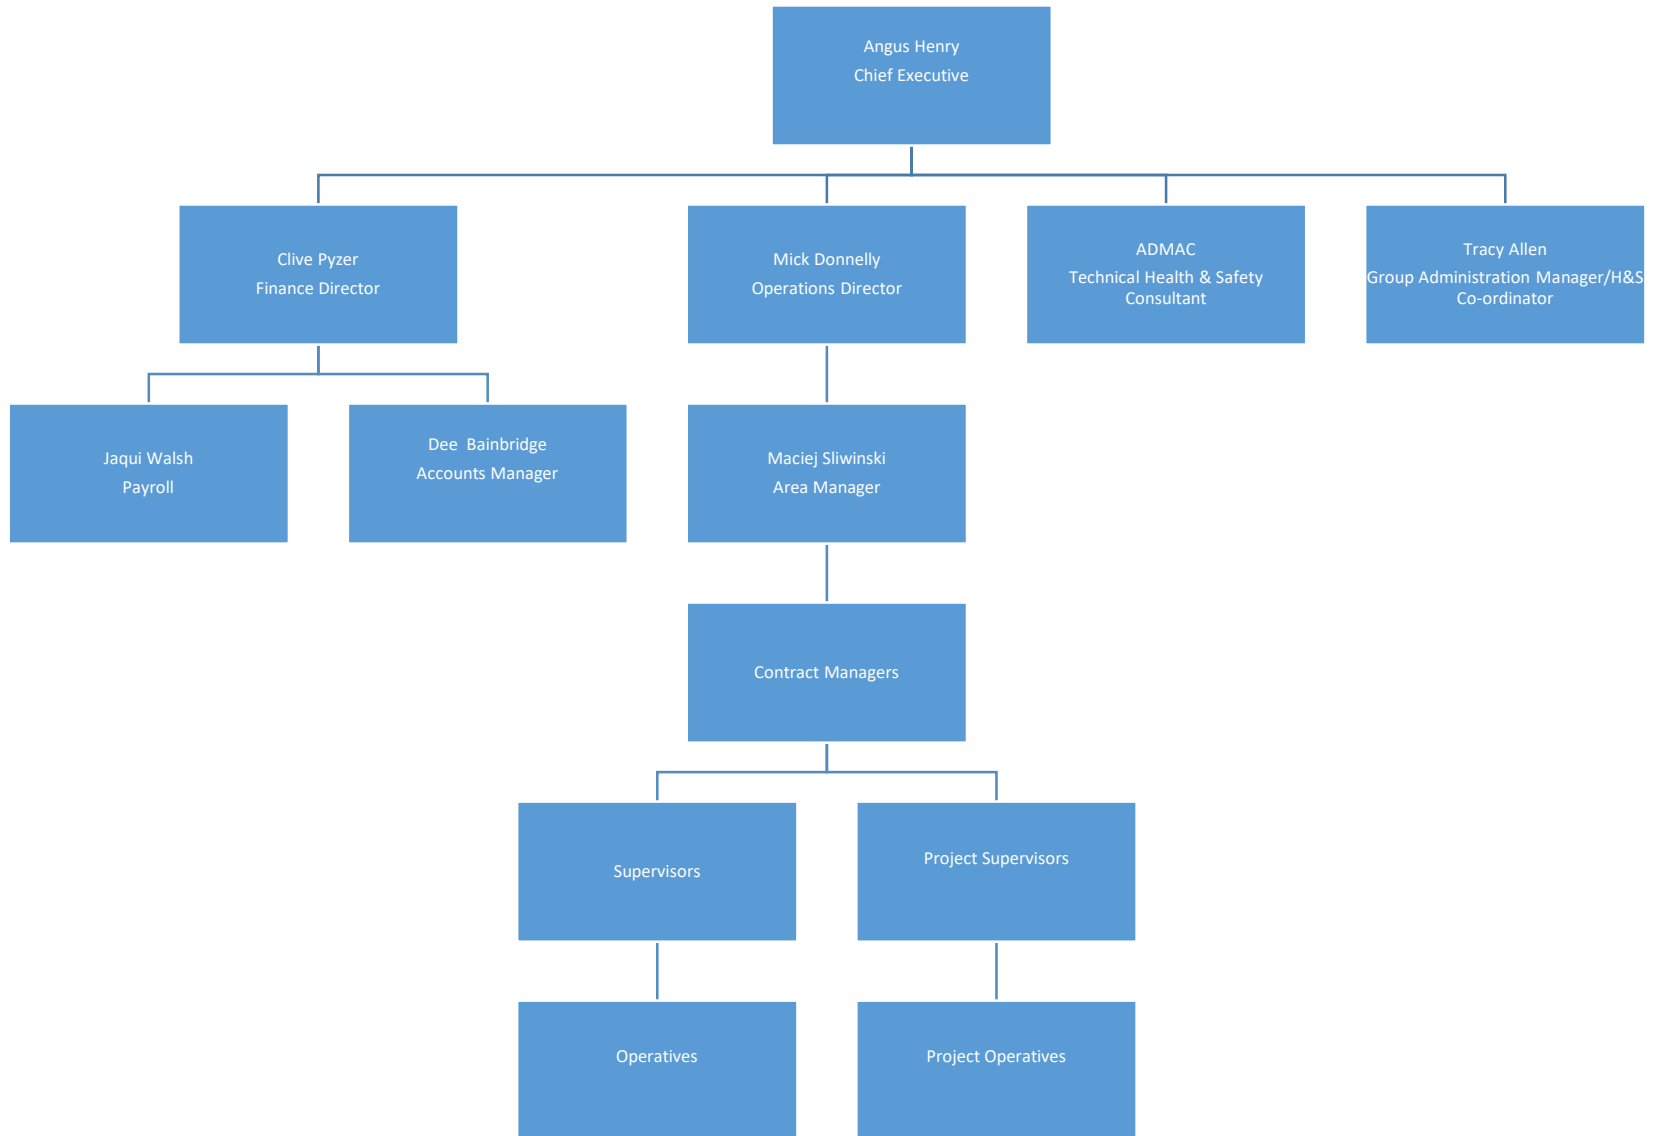 Angus Henry
Chief Executive
Clive Pyzer
Finance Director
Mick Donnelly
Operations Director
ADMAC
Technical Health & Safety
Consultant
Tracy Allen
Group Administration Manager/H&S
Co-ordinator
Jaqui Walsh
Payroll
Dee  Bainbridge
Accounts Manager
Maciej Sliwinski
Area Manager
Contract Managers
Supervisors
Project Supervisors
Operatives
Project Operatives